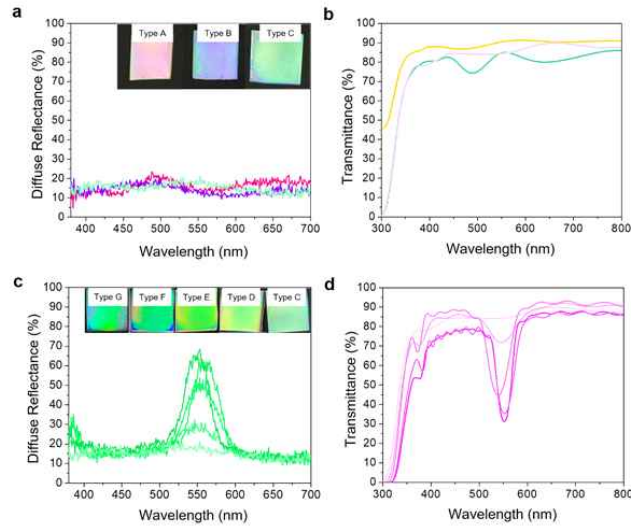 a
Type A Type B Type C
Diffuse Reflectance (%)
100
90
80
70
60
50
40
30
20
10
0
400 450 500 550 600 650 700
Wavelength (nm)
b
Transmittance (%)
100
90
80
70
60
50
40
30
20
10
0
300 400 500 600 700 800
Wavelength (nm)
c
Type G Type F Type E Type D Type C
Diffuse Reflectance (%)
100
90
80
70
60
50
40
30
20
10
0
400 450 500 550 600 650 700
Wavelength (nm)
d
Transmittance (%)
100
90
80
70
60
50
40
30
20
10
0
300 400 500 600 700 800
Wavelength (nm)